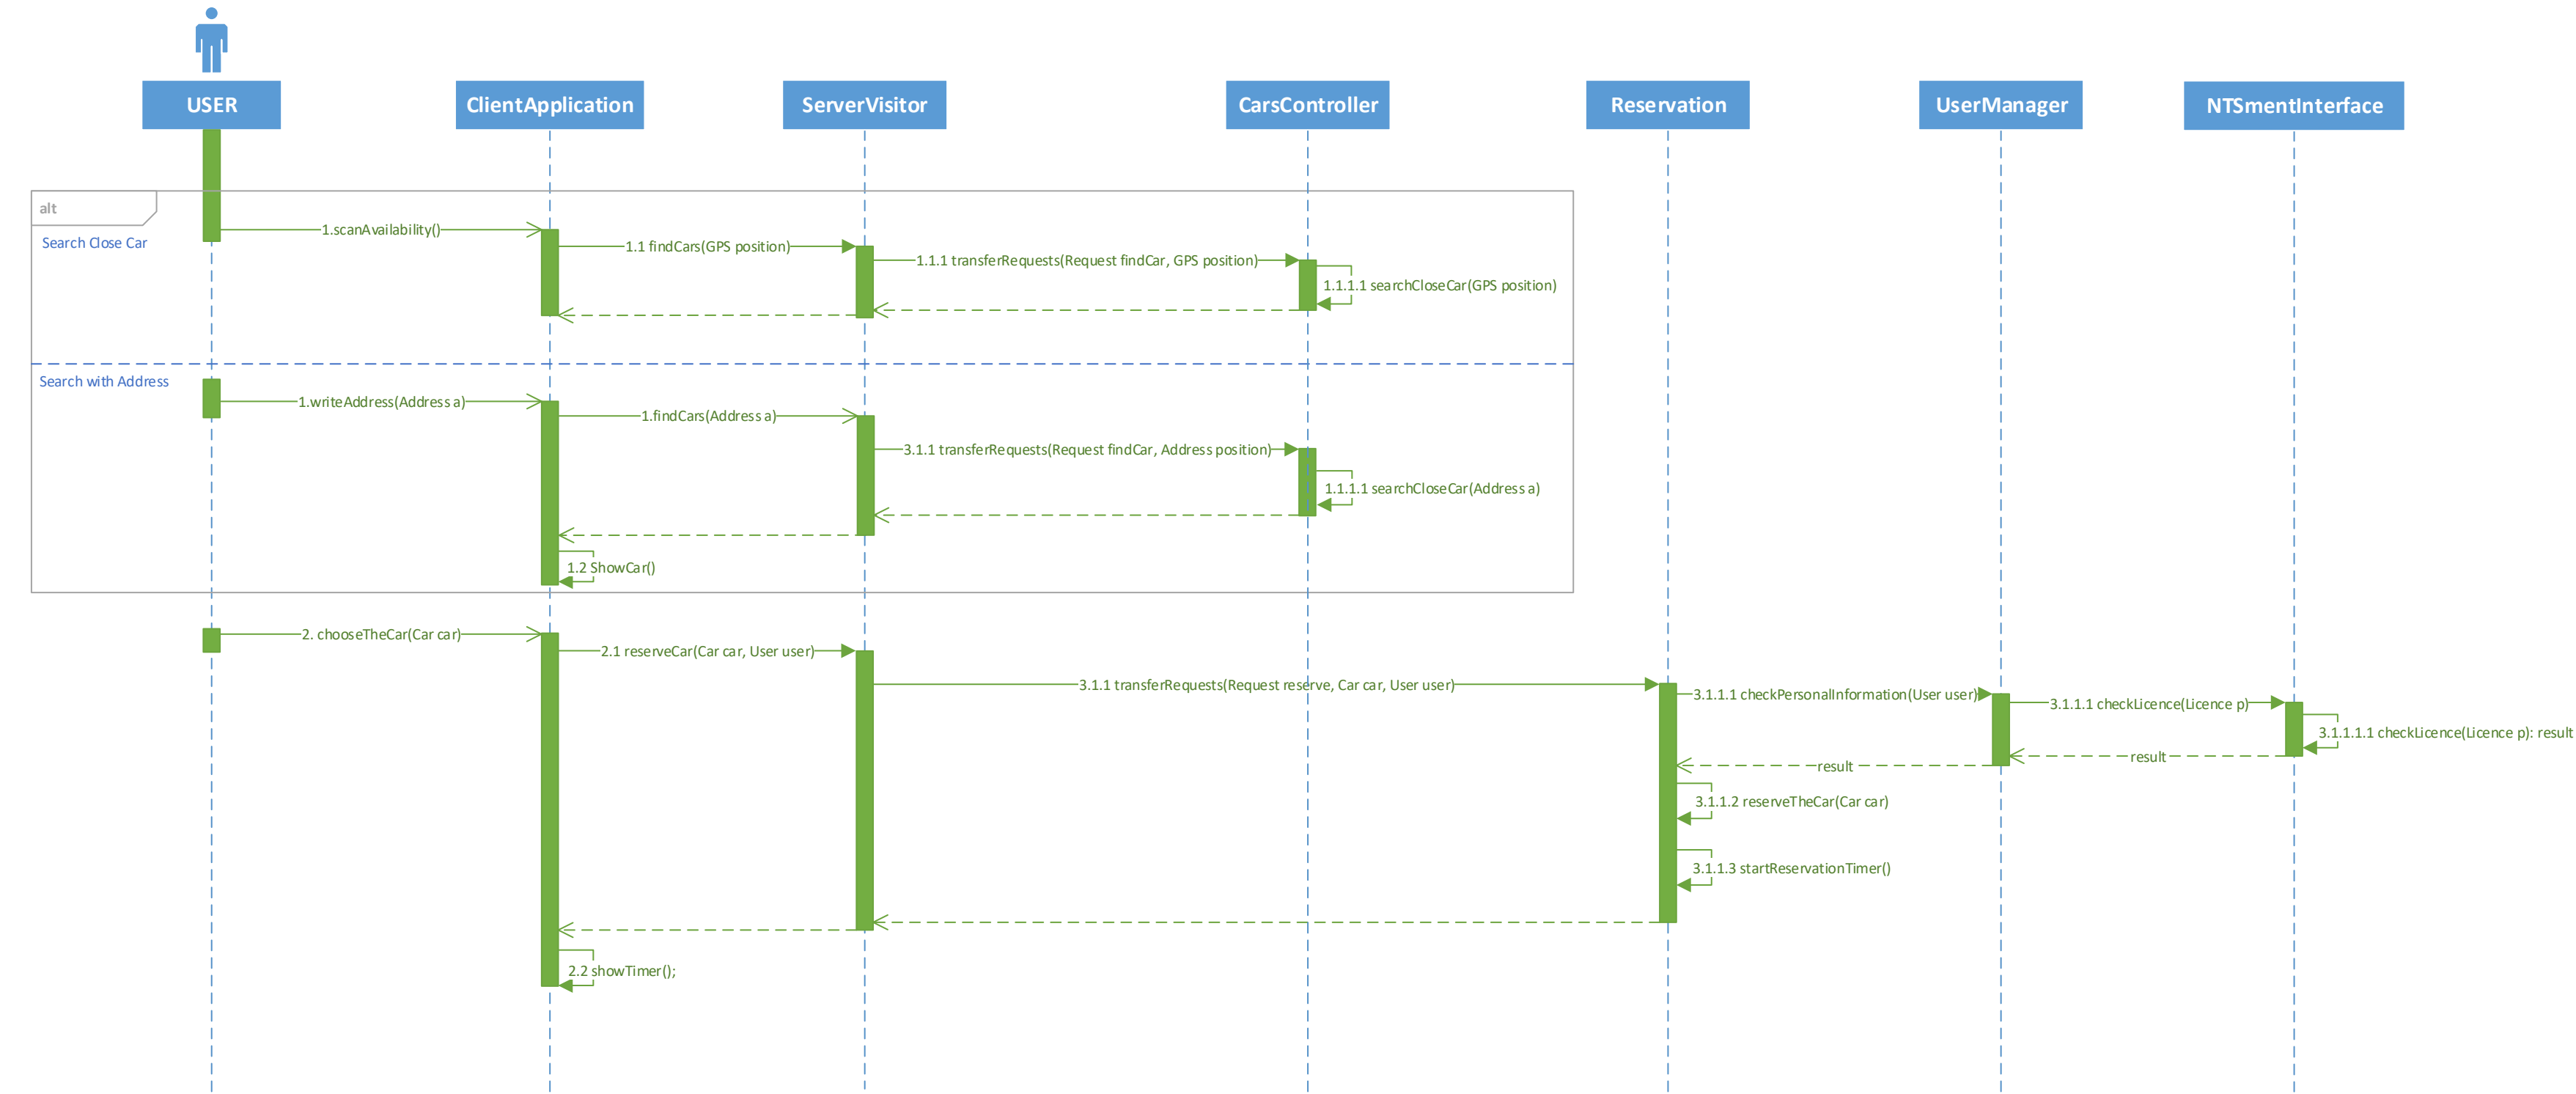 USER
ClientApplication
ServerVisitor
CarsController
Reservation
UserManager
NTSmentInterface
alt
Search Close Car
1.scanAvailability()
1.1 findCars(GPS position)
1.1.1 transferRequests(Request findCar, GPS position)
1.1.1.1 searchCloseCar(GPS position)
Search with Address
1.writeAddress(Address a)
1.findCars(Address a)
3.1.1 transferRequests(Request findCar, Address position)
1.1.1.1 searchCloseCar(Address a)
1.2 ShowCar()
2. chooseTheCar(Car car)
2.1 reserveCar(Car car, User user)
3.1.1 transferRequests(Request reserve, Car car, User user)
3.1.1.1 checkPersonalInformation(User user)
3.1.1.1 checkLicence(Licence p)
3.1.1.1.1 checkLicence(Licence p): result
result
result
3.1.1.2 reserveTheCar(Car car)
3.1.1.3 startReservationTimer()
2.2 showTimer();